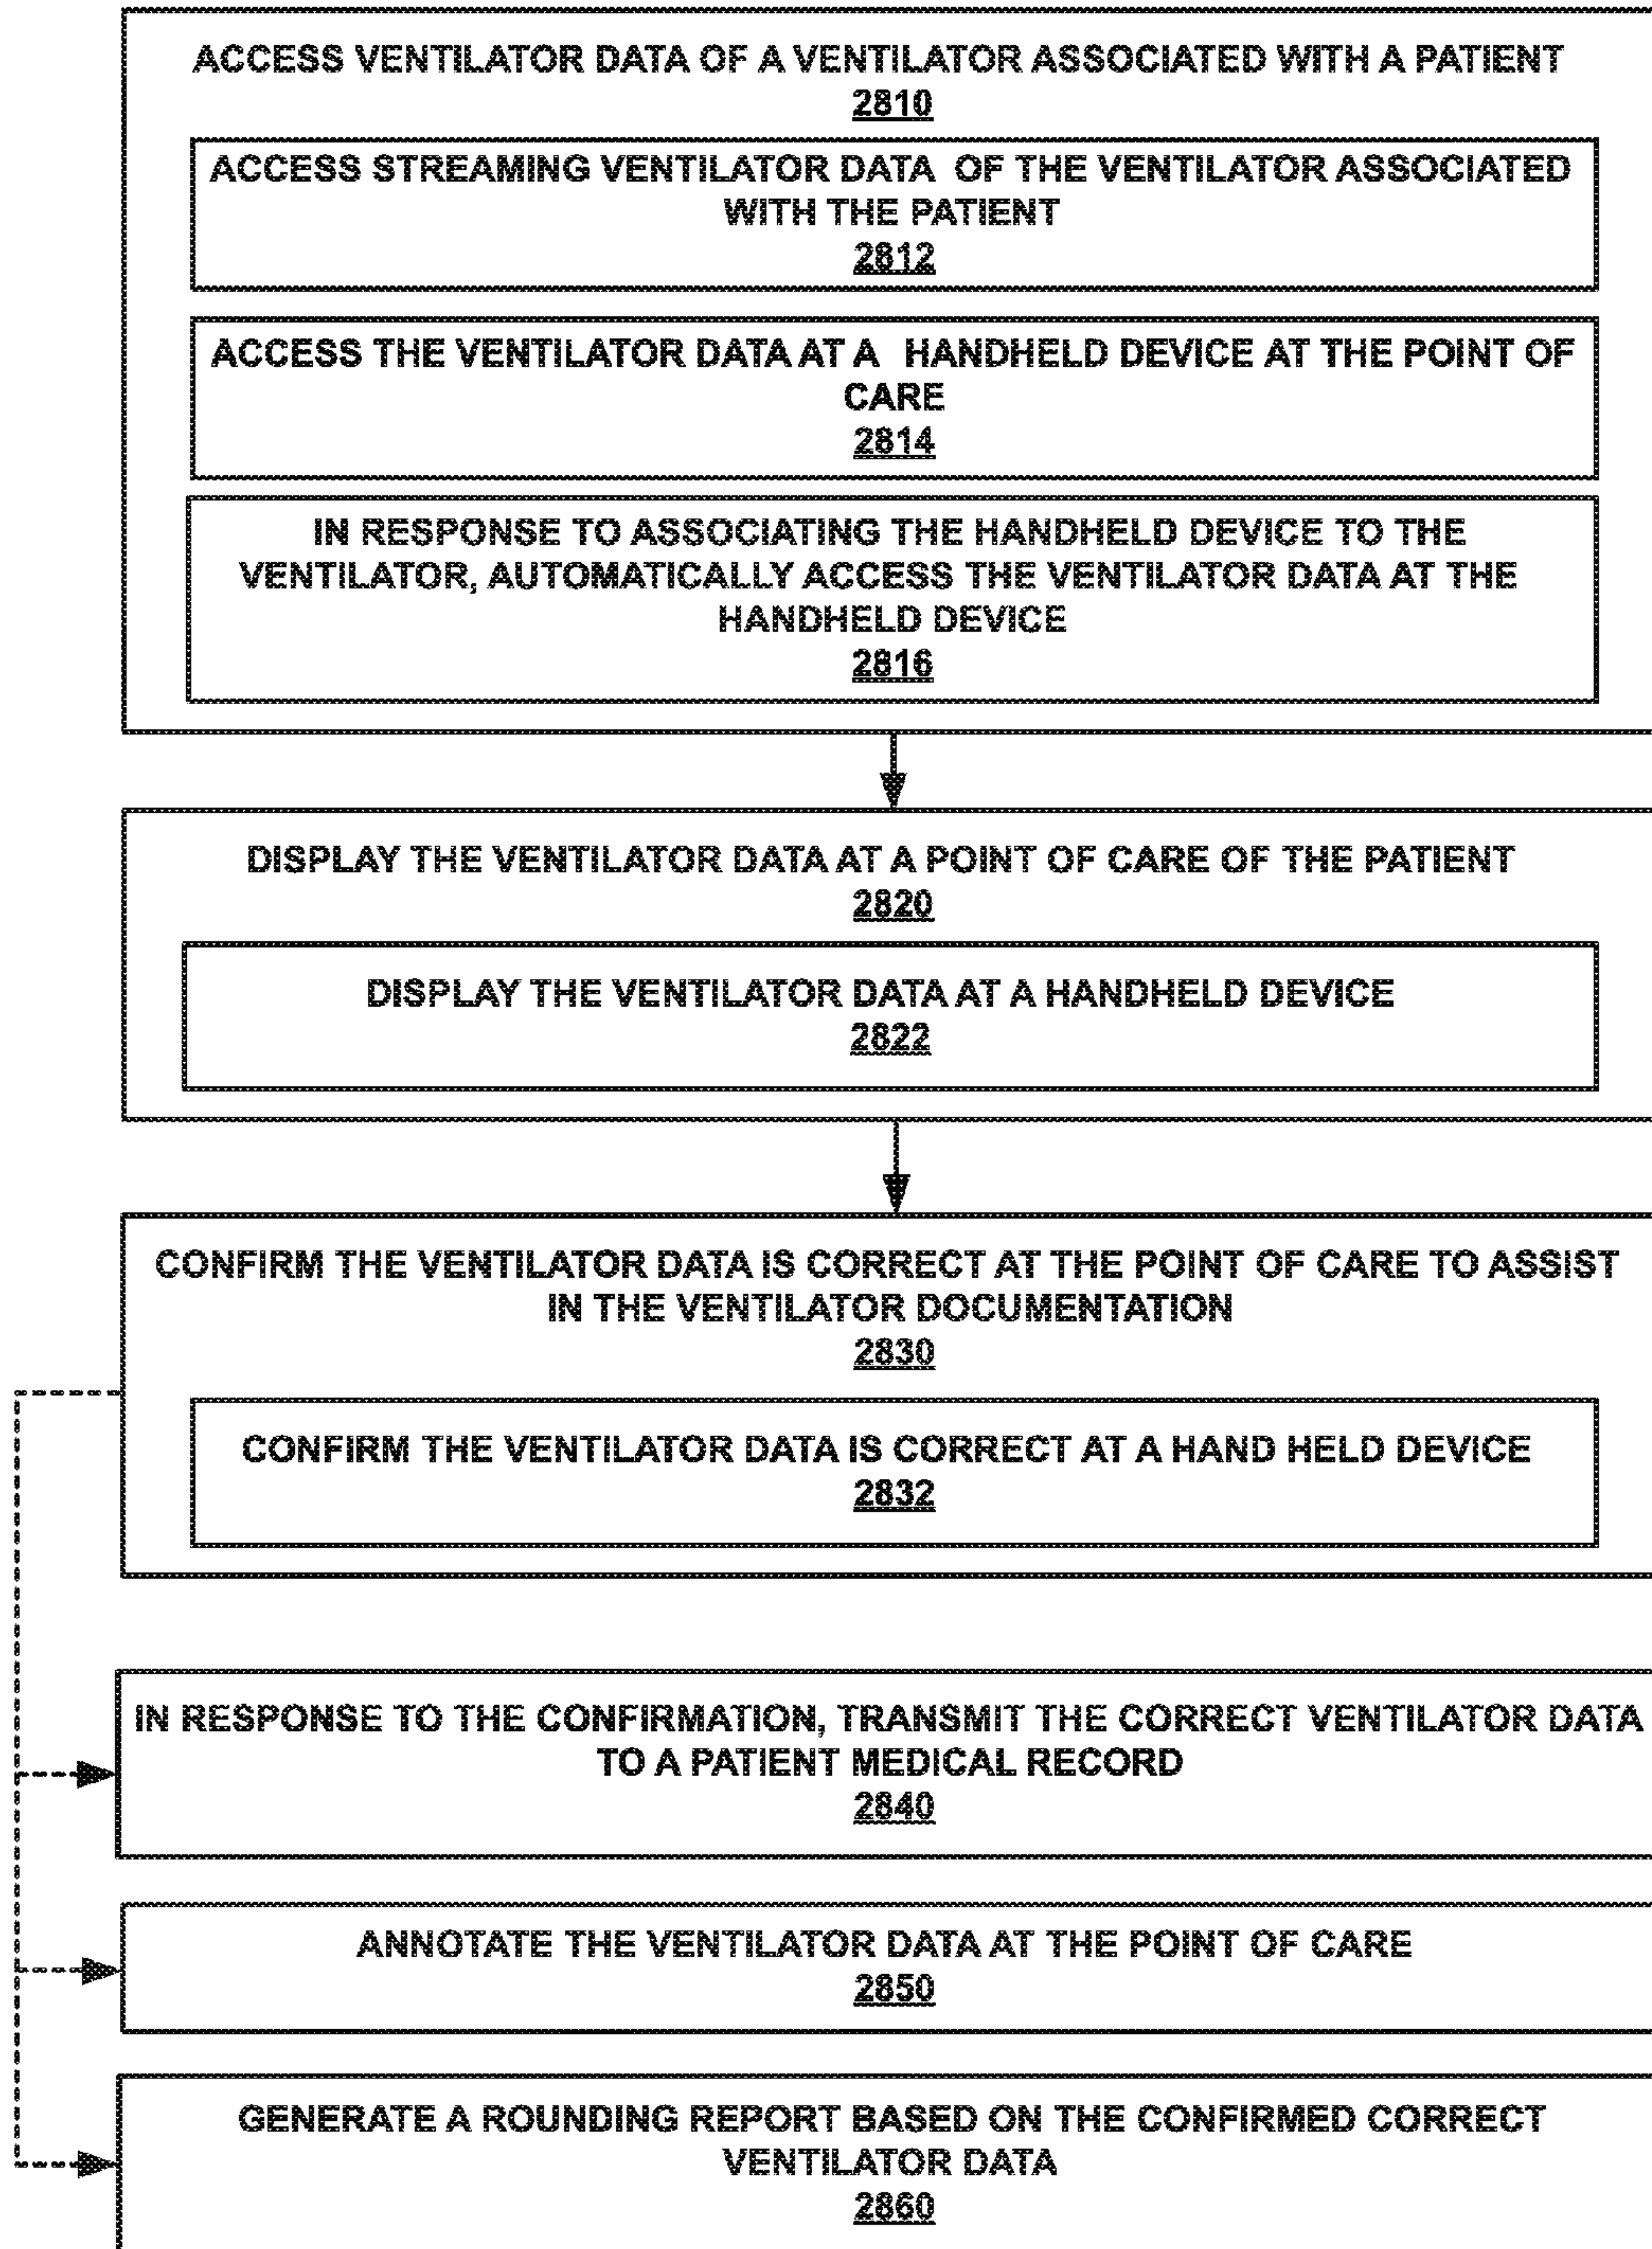 ACCESS VENTILATOR DATA OF A VENTILATOR ASSOCIATED WITH A PATIENT
2810
ACCESS STREAMING VENTILATOR DATA OF THE VENTILATOR ASSOCIATED
WITH THE PATIENT
2812
ACCESS THE VENTILATOR DATA AT A HANDHELD DEVICE AT THE POINT OF
CARE
2814
IN RESPONSE TO ASSOCIATING THE HANDHELD DEVICE TO THE
VENTILATOR, AUTOMATICALLY ACCESS THE VENTILATOR DATA AT THE
HANDHELD DEVICE
2816
DISPLAY THE VENTILATOR DATA AT A POINT OF CARE OF THE PATIENT
2820
DISPLAY THE VENTILATOR DATA AT A HANDHELD DEVICE
2822
CONFIRM THE VENTILATOR DATA IS CORRECT AT THE POINT OF CARE TO ASSIST
IN THE VENTILATOR DOCUMENTATION
2830
CONFIRM THE VENTILATOR DATA IS CORRECT AT A HAND HELD DEVICE
2832
IN RESPONSE TO THE CONFIRMATION, TRANSMIT THE CORRECT VENTILATOR DATA
TO A PATIENT MEDICAL RECORD
2840
ANNOTATE THE VENTILATOR DATA AT THE POINT OF CARE
2850
GENERATE A ROUNDING REPORT BASED ON THE CONFIRMED CORRECT
VENTILATOR DATA
2860